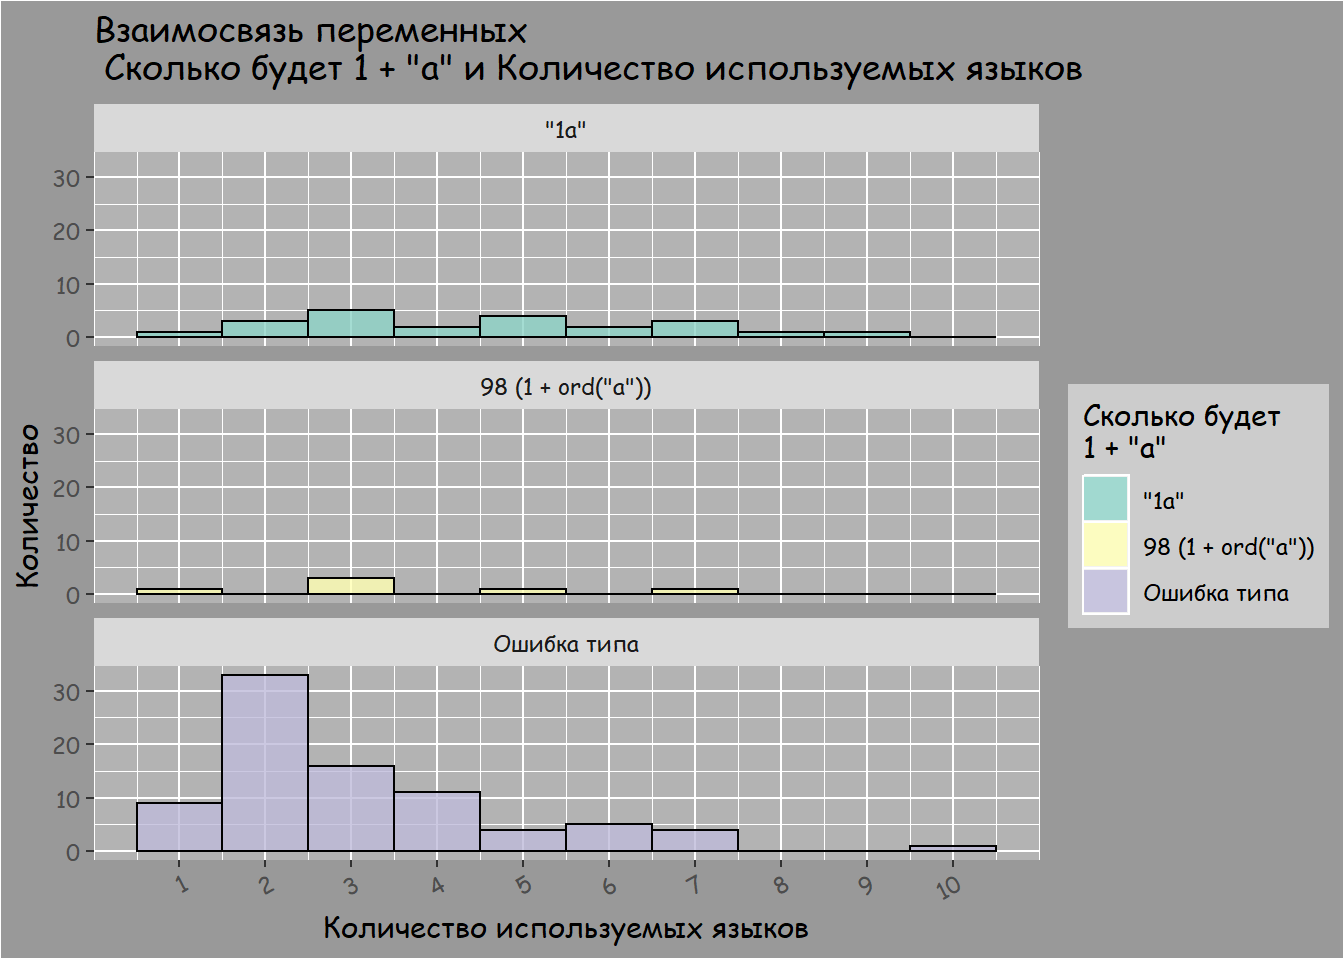 Взаимосвязь переменных
Сколько будет 1 + "a" и Количество используемых языков
"1a"
30
20
10
0
98 (1 + ord("a"))
30
20
10
0
Ошибка типа
30
20
10
0
1 2 3 4 5 6 7 8 9 10
Количество используемых языков
Количество
Сколько будет
1 + "a"
"1a"
98 (1 + ord("a"))
Ошибка типа